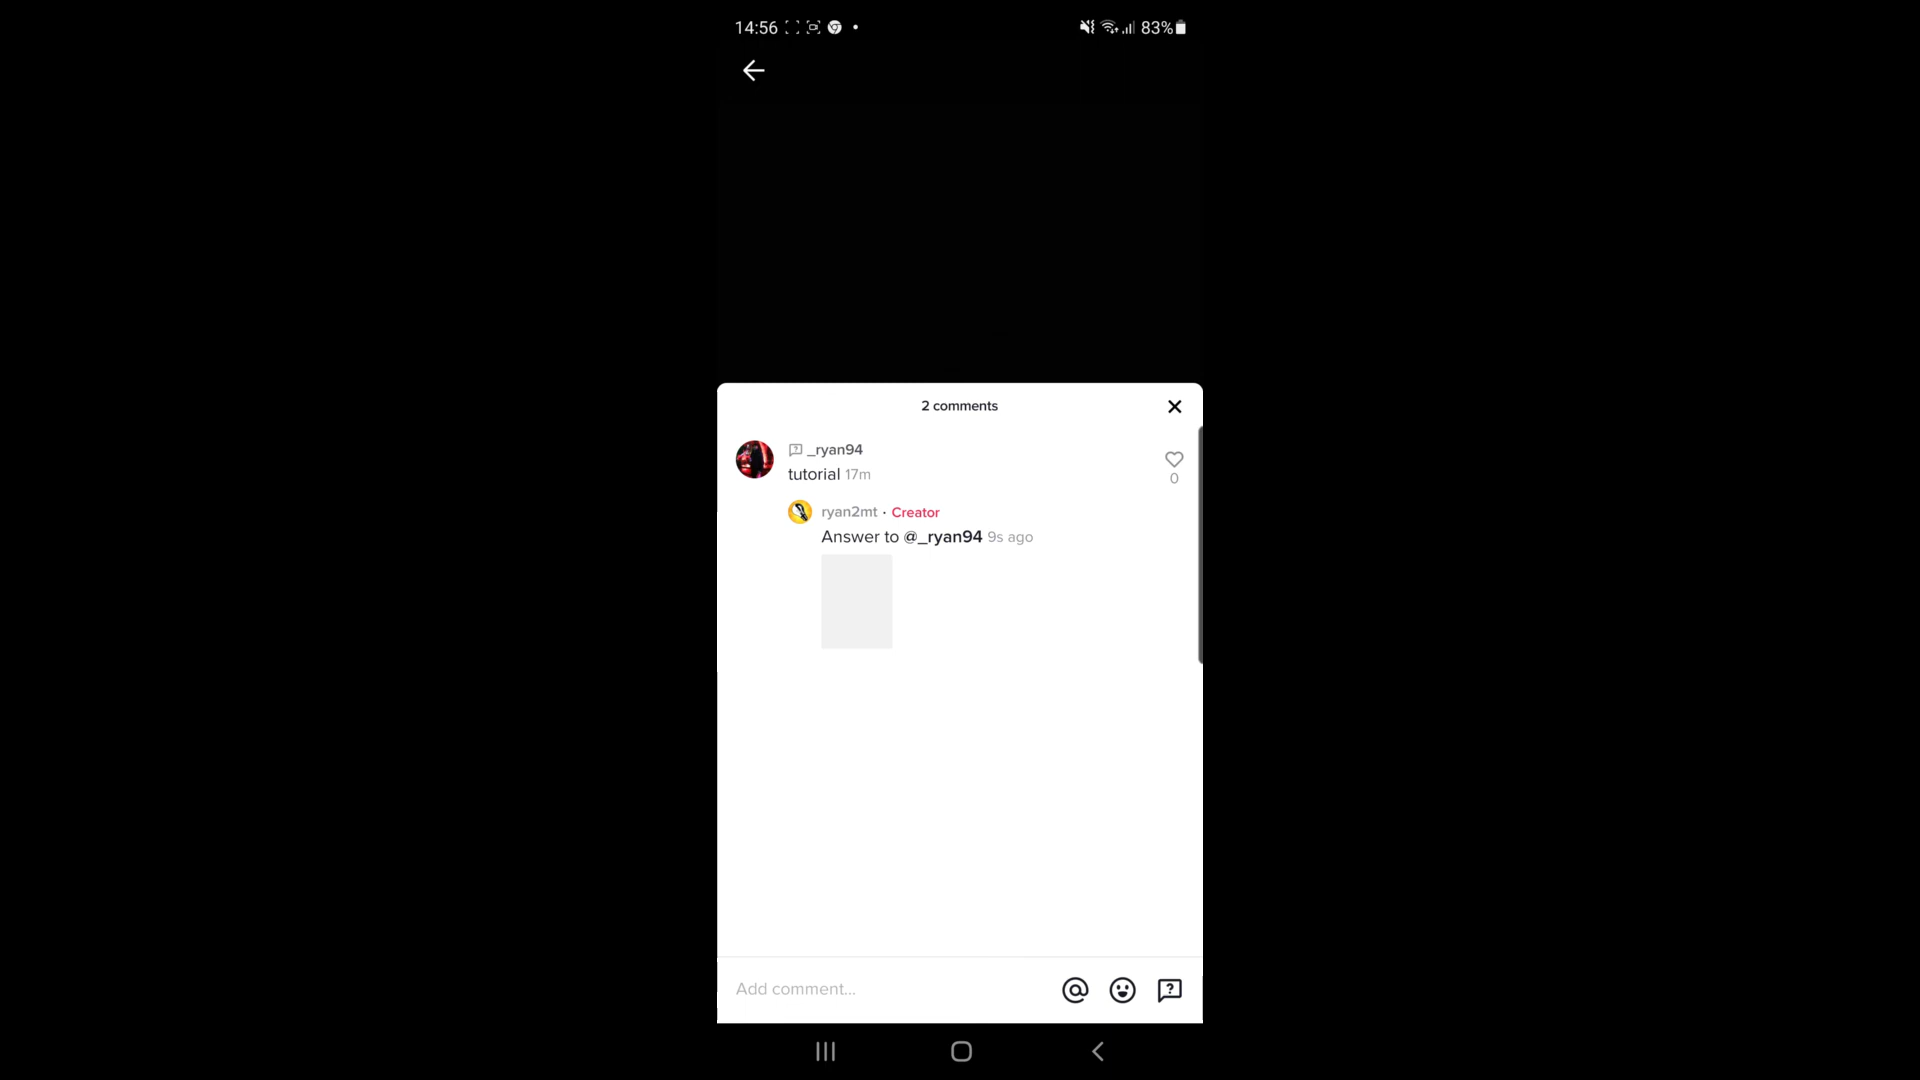 14:56
83%
2 comments
_ryan94
tutorial 17m
0
ryan2mt · Creator
Answer to @_ryan94 9s ago
Add comment...